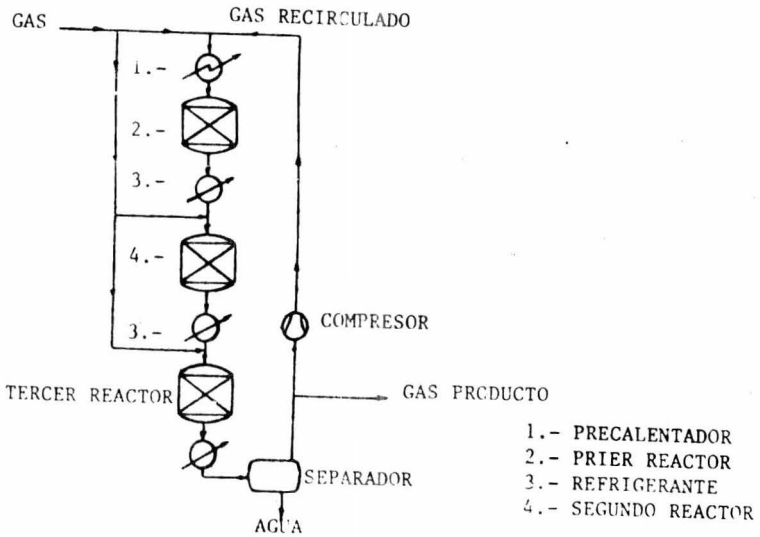 GAS
GAS RECIRCULADO
1.-
2.-
3.-
4.-
3.-
COMPRESOR
TERCER REACTOR
GAS PRODUCTO
SEPARADOR
AGUA
1.- PRECALENTADOR
2.- PRIER REACTOR
3.- REFRIGERANTE
4.- SEGUNDO REACTOR